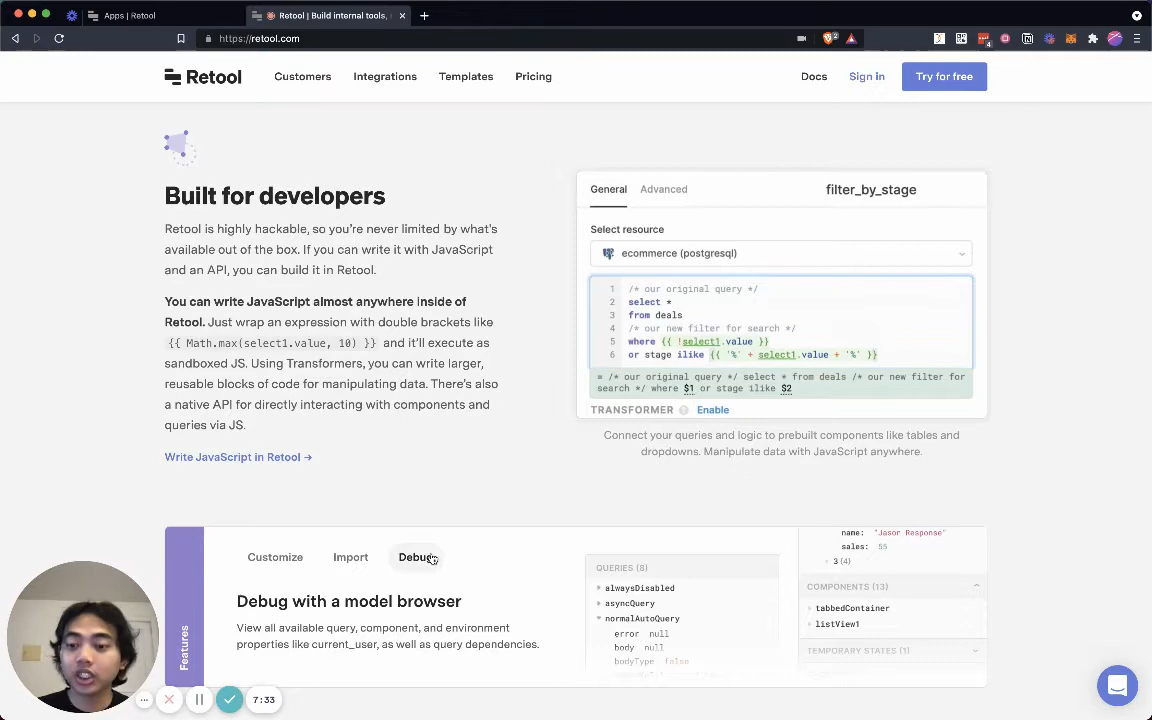 Apps | Retool
Retool | Build internal tools,
https://retool.com
2
4
Retool
Customers
Integrations
Templates
Pricing
Docs
Sign in
Try for free
Built for developers
Retool is highly hackable, so you're never limited by what's
available out of the box. If you can write it with JavaScript
and an API, you can build it in Retool.
You can write JavaScript almost anywhere inside of
Retool. Just wrap an expression with double brackets like
{{ Math.max(select1.value, 10) }} and it'll execute as
sandboxed JS. Using Transformers, you can write larger,
reusable blocks of code for manipulating data. There's also
a native API for directly interacting with components and
queries via JS.
Write JavaScript in Retool →
General
Advanced
filter_by_stage
Select resource
ecommerce (postgresql)
1 /* our original query */
2 select *
3 from deals
4 /* our new filter for search */
5 where {{ !select1.value }}
6 or stage ilike {{ '%' + select1.value + '%' }}
= /* our original query */ select * from deals /* our new filter for
search */ where $1 or stage ilike $2
TRANSFORMER
Enable
Connect your queries and logic to prebuilt components like tables and
dropdowns. Manipulate data with JavaScript anywhere.
Features
Customize
Import
Debug
Debug with a model browser
View all available query, component, and environment
properties like current_user, as well as query dependencies.
QUERIES (8)
alwaysDisabled
asyncQuery
normalAutoQuery
error null
body null
bodyType false
name: "Jason Response"
sales: 55
3 (4)
COMPONENTS (13)
tabbedContainer
listView1
TEMPORARY STATES (1)
7:33